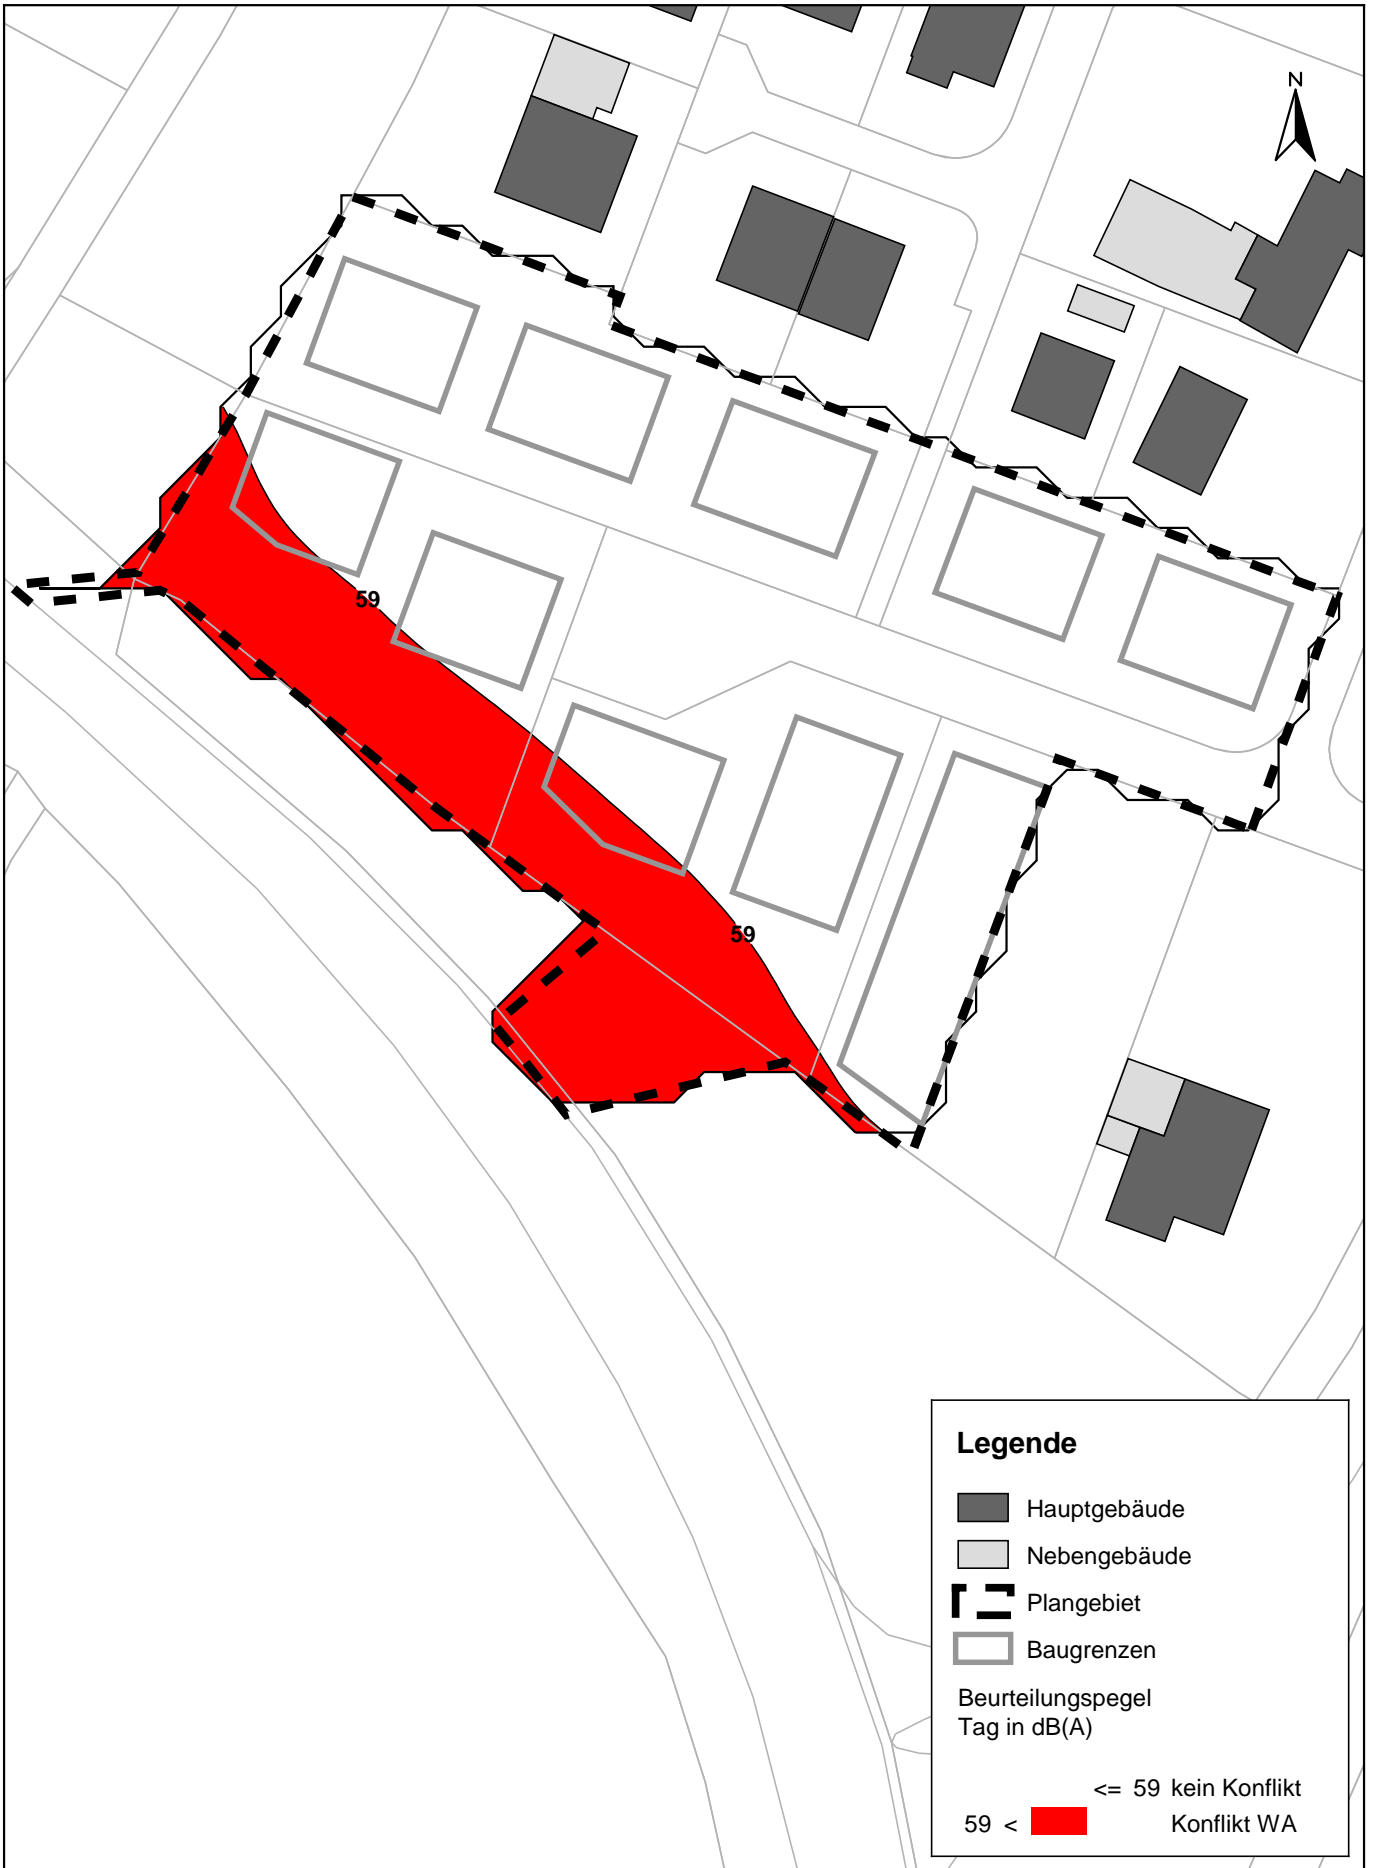 N
59
59
Legende
Hauptgebäude
Nebengebäude
Plangebiet
Baugrenzen
Beurteilungspegel
Tag in dB(A)
<= 59 kein Konflikt
59 < Konflikt WA